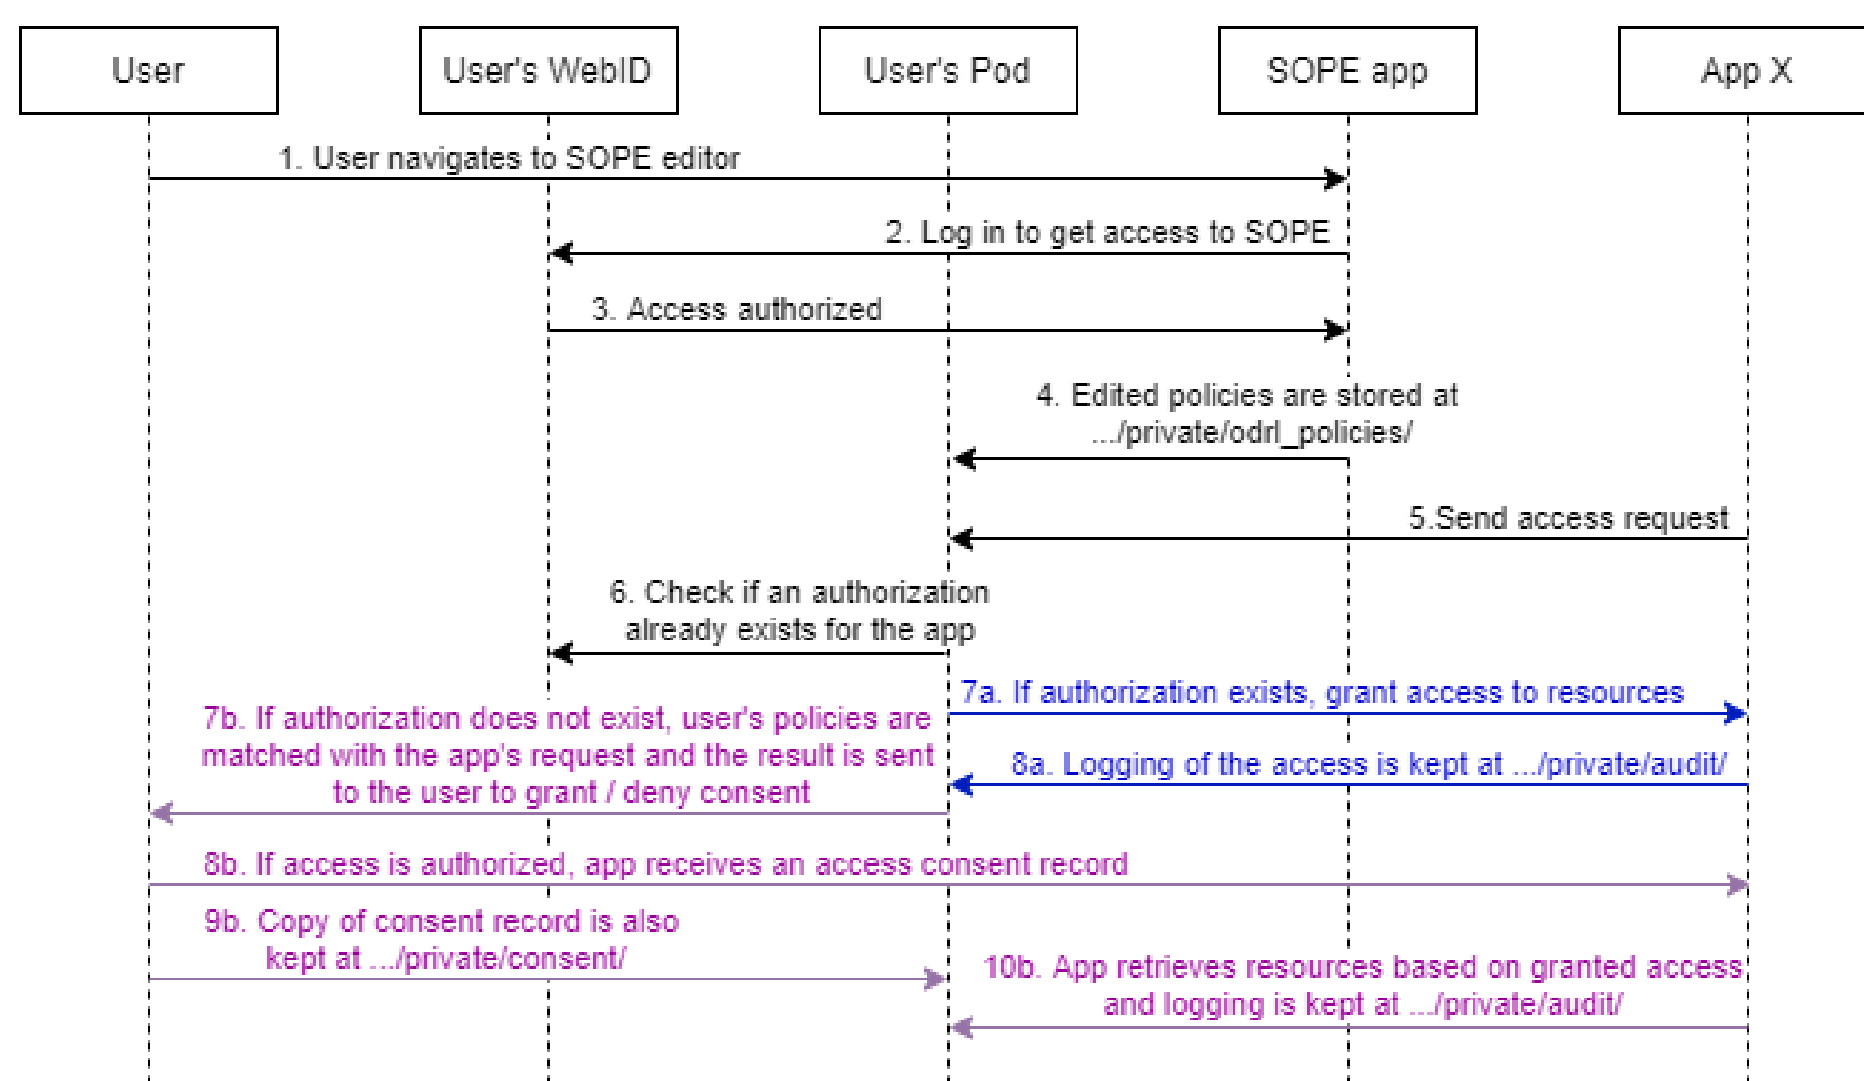 User
User's WebID
User's Pod
SOPE app
App X
1. User navigates to SOPE editor
2. Log in to get access to SOPE
3. Access authorized
4. Edited policies are stored at
.../private/odrl_policies/
5.Send access request
6. Check if an authorization
already exists for the app
7a. If authorization exists, grant access to resources
7b. If authorization does not exist, user's policies are
matched with the app's request and the result is sent
to the user to grant / deny consent
8a. Logging of the access is kept at .../private/audit/
8b. If access is authorized, app receives an access consent record
9b. Copy of consent record is also
kept at .../private/consent/
10b. App retrieves resources based on granted access
and logging is kept at .../private/audit/